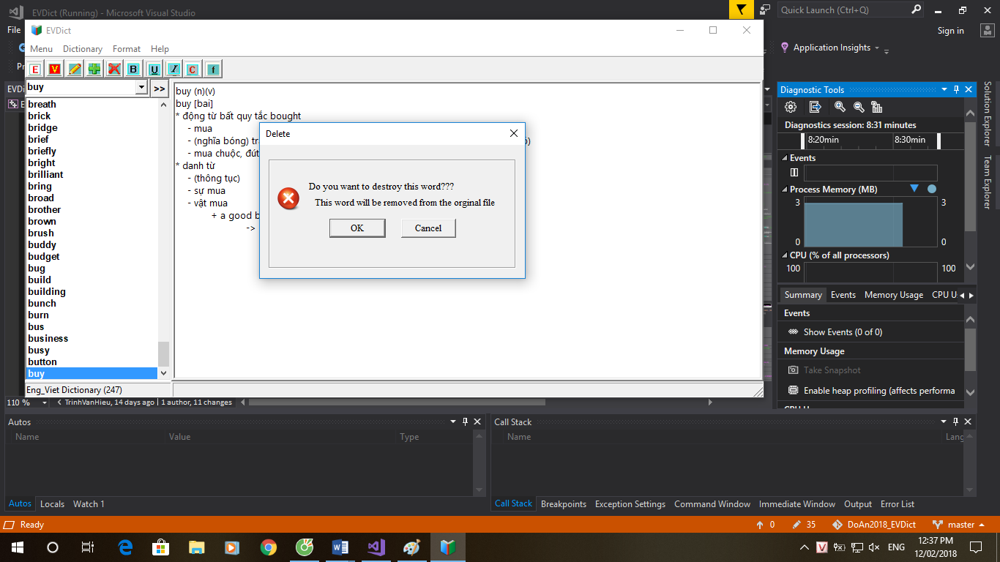 EVDict (Running) - Microsoft Visual Studio
Quick Launch (Ctrl+Q)
File
Sign in
Application Insights
EVDict
Menu Dictionary Format Help
E V B U I C f
buy >>
breath
brick
bridge
brief
briefly
bright
brilliant
bring
broad
brother
brown
brush
buddy
budget
bug
build
building
bunch
burn
bus
business
busy
button
buy
Eng_Viet Dictionary (247)
buy (n)(v)
buy [bai]
* động từ bất quy tắc bought
- mua
- (nghĩa bóng)
- mua chuộc, đút
* danh từ
- (thông tục)
- sự mua
- vật mua
+ a good b
->
Delete
Do you want to destroy this word???
This word will be removed from the orginal file
OK Cancel
Diagnostic Tools
Diagnostics session: 8:31 minutes
8:20min 8:30min
Events
Process Memory (MB)
3 3
0 0
CPU (% of all processors)
100 100
Summary Events Memory Usage CPU U
Events
Show Events (0 of 0)
Memory Usage
Take Snapshot
Enable heap profiling (affects performa
Solution Explorer
Team Explorer
110 % TrinhVanHieu, 14 days ago | 1 author, 11 changes
Autos
Name Value Type
Autos Locals Watch 1
Call Stack
Name Lang
Call Stack Breakpoints Exception Settings Command Window Immediate Window Output Error List
Ready 0 35 DoAn2018_EVDict master
V ENG
12:37 PM
12/02/2018